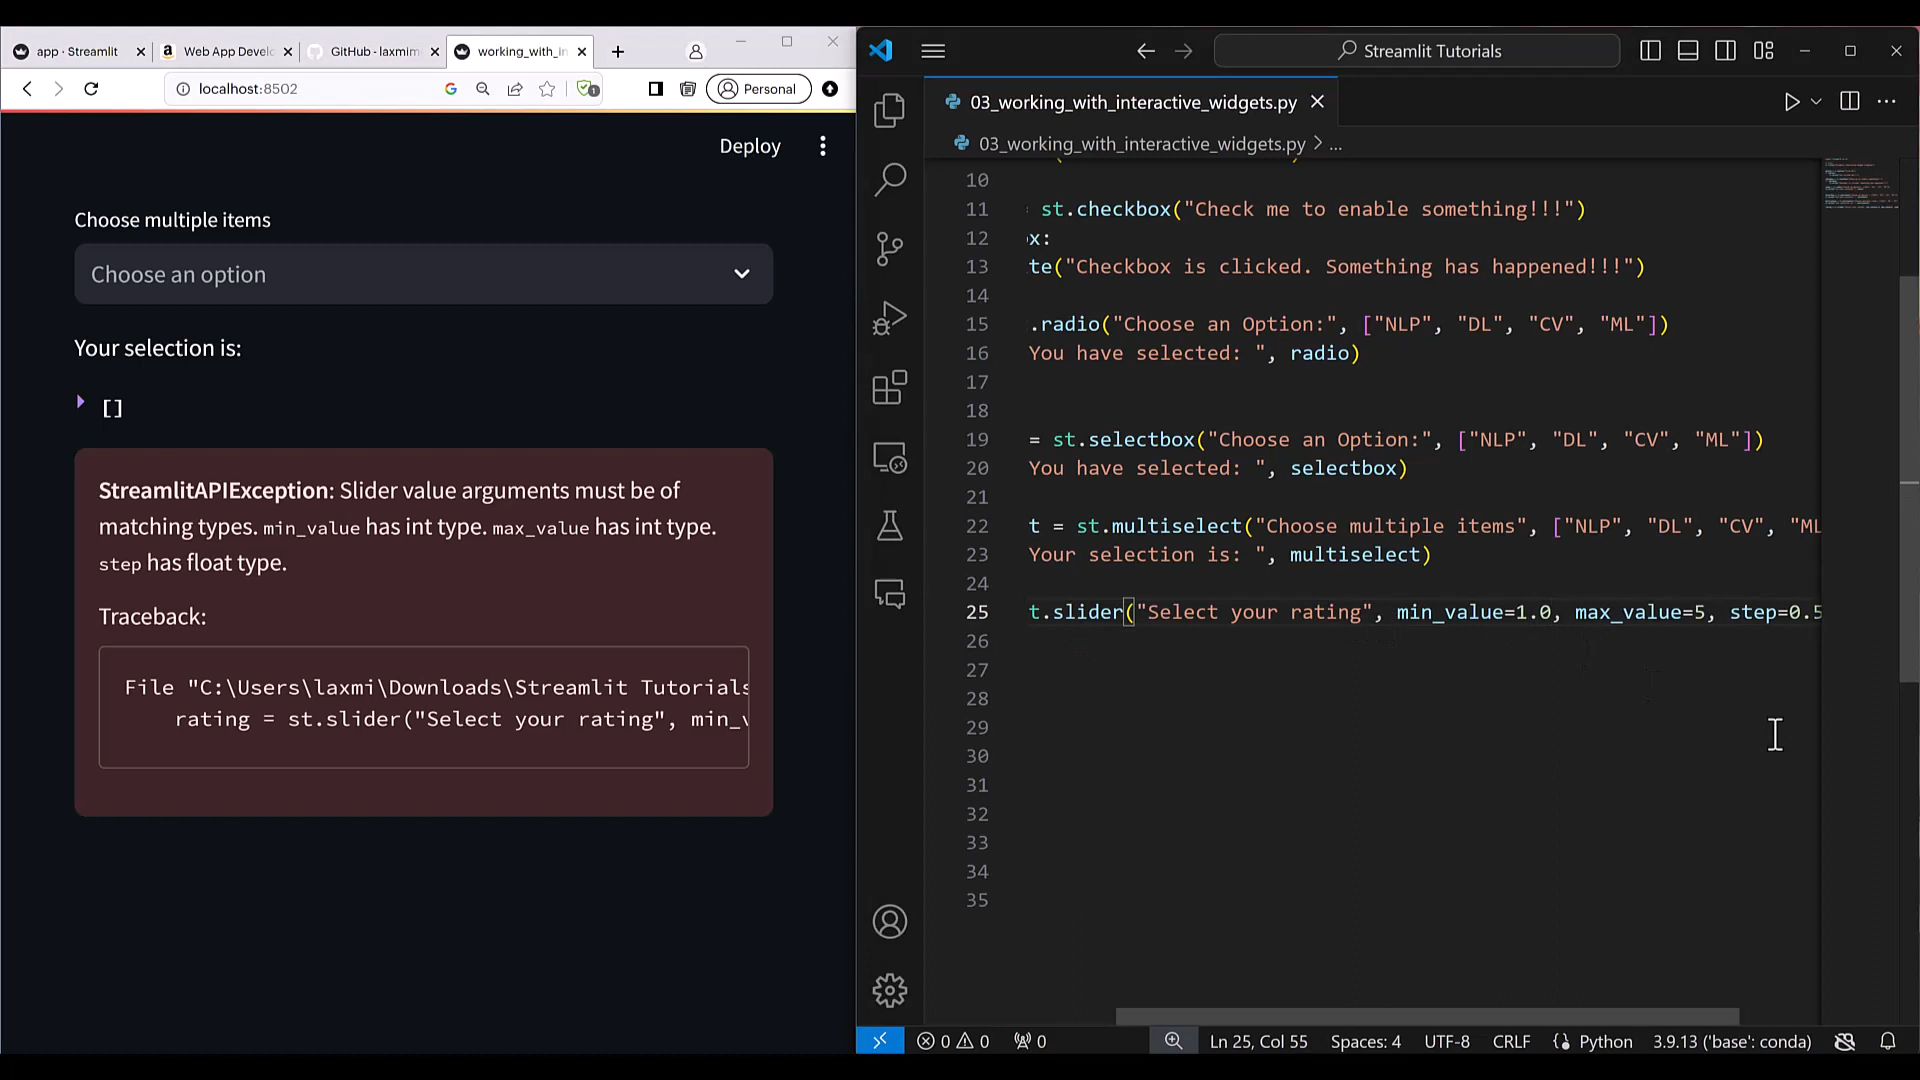 app · Streamlit
Web App Devel
GitHub - laxmim
working_with_in
localhost:8502
Personal
Deploy
Choose multiple items
Choose an option
Your selection is:
[]
StreamlitAPIException: Slider value arguments must be of
matching types. min_value has int type. max_value has int type.
step has float type.
Traceback:
File "C:\Users\laxmi\Downloads\Streamlit Tutorials
rating = st.slider("Select your rating", min_v
Streamlit Tutorials
03_working_with_interactive_widgets.py
03_working_with_interactive_widgets.py > ...
10
11 st.checkbox("Check me to enable something!!!")
12 x:
13 te("Checkbox is clicked. Something has happened!!!")
14
15 .radio("Choose an Option:", ["NLP", "DL", "CV", "ML"])
16 You have selected: ", radio)
17
18
19 = st.selectbox("Choose an Option:", ["NLP", "DL", "CV", "ML"])
20 You have selected: ", selectbox)
21
22 t = st.multiselect("Choose multiple items", ["NLP", "DL", "CV", "ML
23 Your selection is: ", multiselect)
24
25 t.slider("Select your rating", min_value=1.0, max_value=5, step=0.5
26
27
28
29
30
31
32
33
34
35
0 0 0 Ln 25, Col 55 Spaces: 4 UTF-8 CRLF Python 3.9.13 ('base': conda)